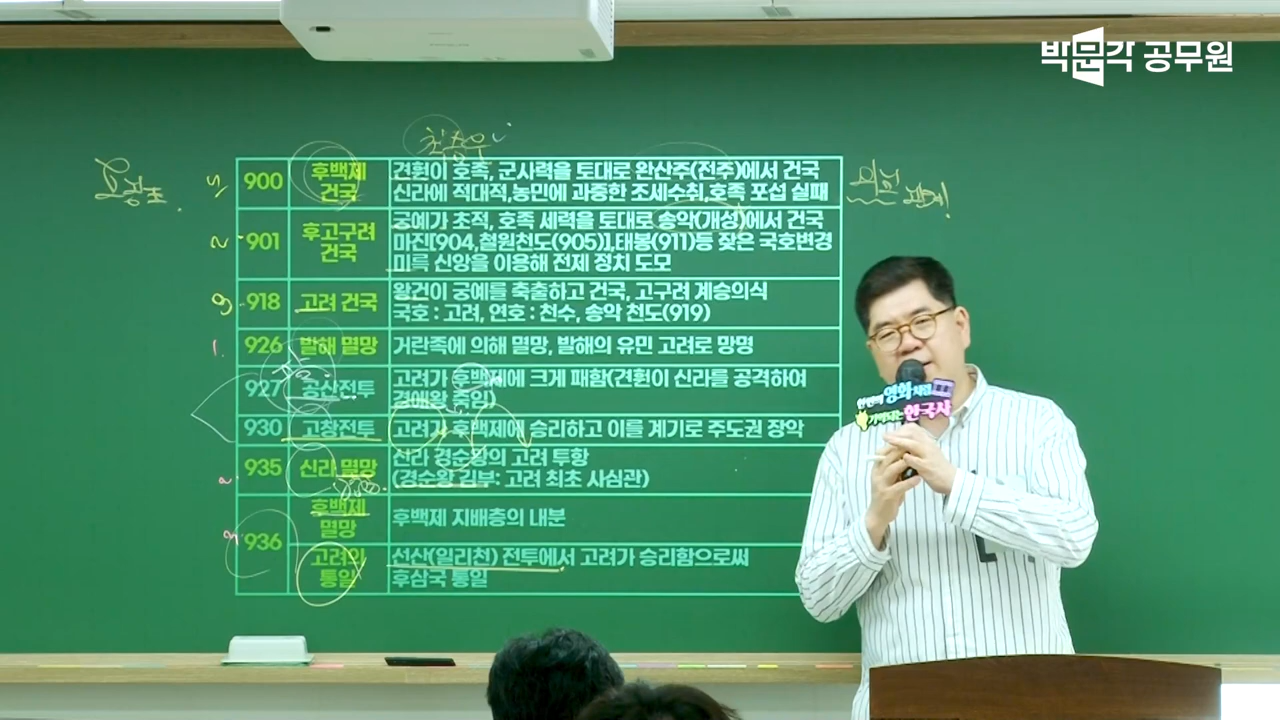 박문각 공무원
900 후백제 건국 견훤이 호족, 군사력을 토대로 완산주(전주)에서 건국
신라에 적대적,농민에 과중한 조세수취,호족 포섭 실패
901 후고구려 건국 궁예가 초적, 호족 세력을 토대로 송악(개성)에서 건국
마진[904,철원천도(905)],태봉(911)등 잦은 국호변경
미륵 신앙을 이용해 전제 정치 도모
918 고려 건국 왕건이 궁예를 축출하고 건국, 고구려 계승의식
국호 : 고려, 연호 : 천수, 송악 천도(919)
926 발해 멸망 거란족에 의해 멸망, 발해의 유민 고려로 망명
927 공산전투 고려가 후백제에 크게 패함(견훤이 신라를 공격하여
경애왕 죽임)
930 고창전투 고려가 후백제에 승리하고 이를 계기로 주도권 장악
935 신라 멸망 신라 경순왕의 고려 투항
(경순왕 김부: 고려 최초 사심관)
936 후백제 멸망 후백제 지배층의 내분
고려의 통일 선산(일리천) 전투에서 고려가 승리함으로써
후삼국 통일
한국사